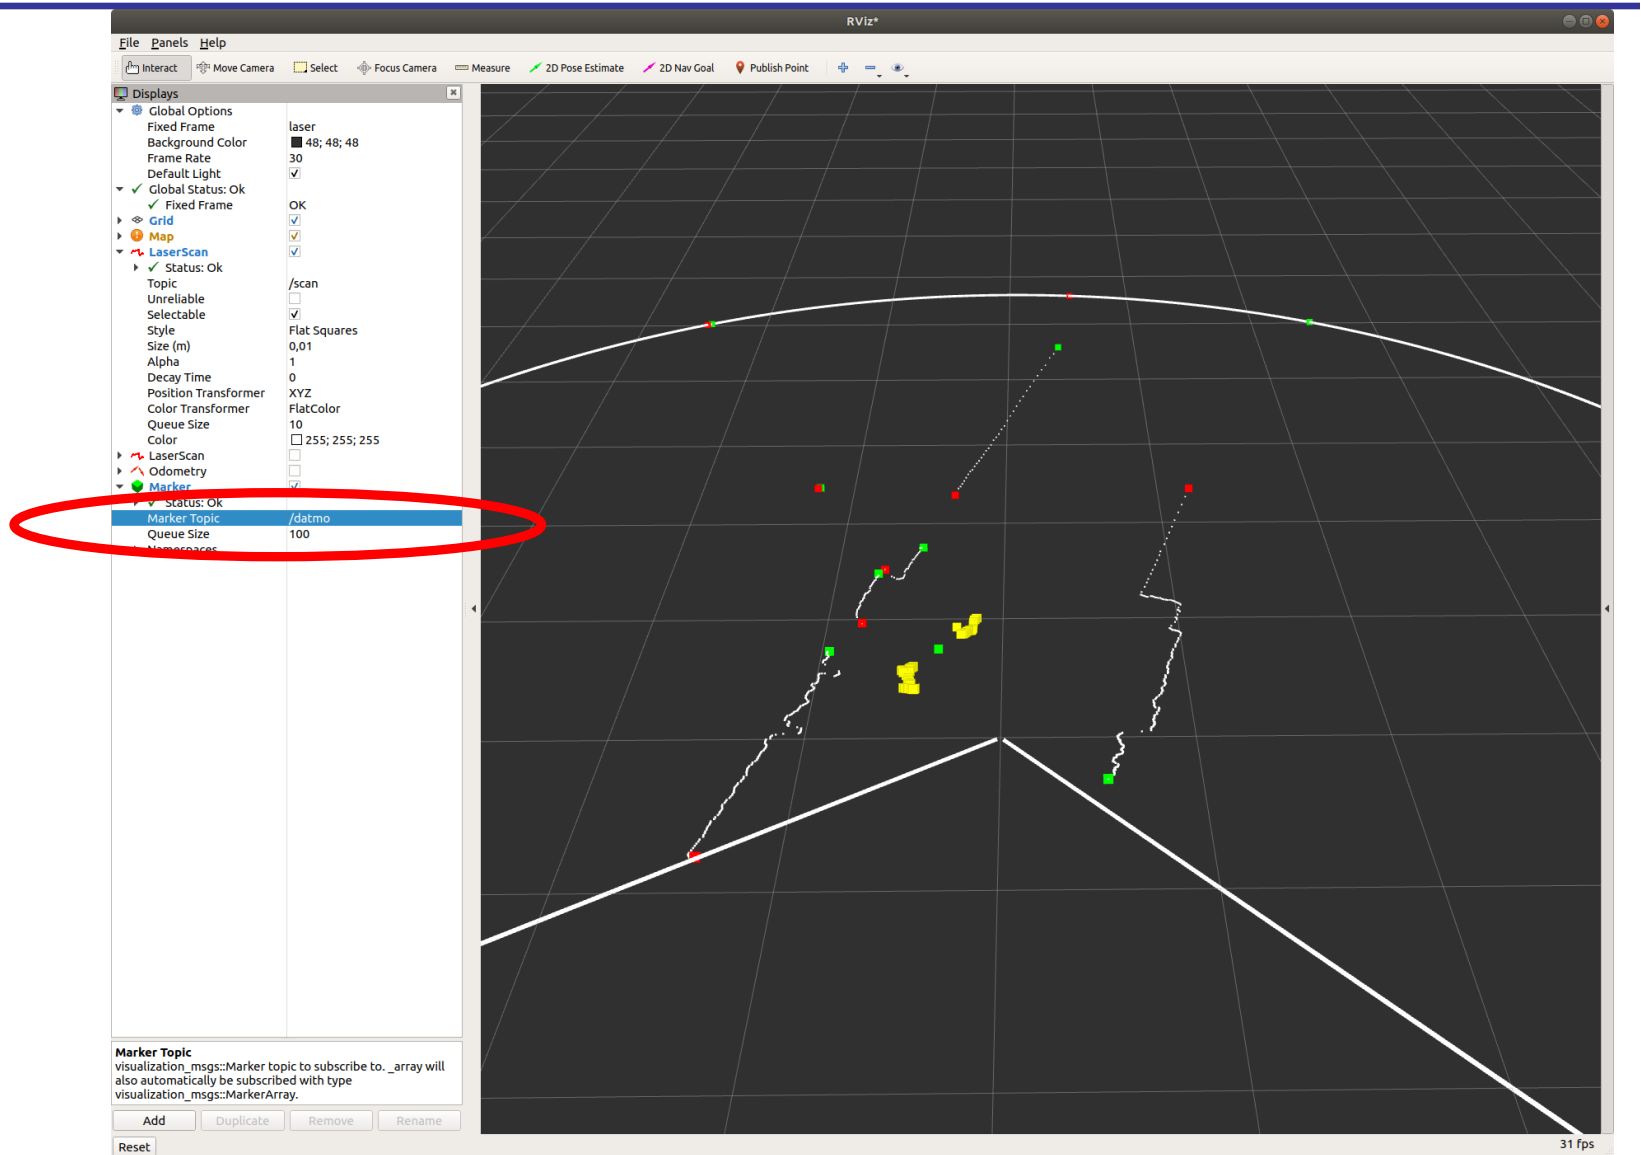 RViz*
File Panels Help
Interact Move Camera Select Focus Camera Measure 2D Pose Estimate 2D Nav Goal Publish Point
Displays
Global Options
Fixed Frame laser
Background Color 48; 48; 48
Frame Rate 30
Default Light
Global Status: Ok
Fixed Frame OK
Grid
Map
LaserScan
Status: Ok
Topic /scan
Unreliable
Selectable
Style Flat Squares
Size (m) 0,01
Alpha 1
Decay Time 0
Position Transformer XYZ
Color Transformer FlatColor
Queue Size 10
Color 255; 255; 255
LaserScan
Odometry
Marker
Status: Ok
Marker Topic /datmo
Queue Size 100
Namespaces
Marker Topic
visualization_msgs::Marker topic to subscribe to. _array will
also automatically be subscribed with type
visualization_msgs::MarkerArray.
Add Duplicate Remove Rename
Reset
31 fps